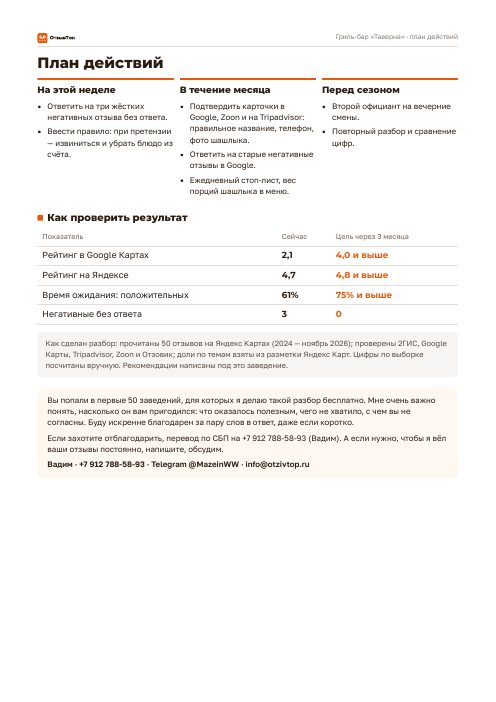 ОтзывТоп
Гриль-бар «Таверна» · план действий
План действий
На этой неделе
• Ответить на три жёстких
негативных отзыва без ответа.
• Ввести правило: при претензии
— извиниться и убрать блюдо из
счёта.
В течение месяца
• Подтвердить карточки в
Google, Zoon и на Tripadvisor:
правильное название, телефон,
фото шашлыка.
• Ответить на старые негативные
отзывы в Google.
• Ежедневный стоп-лист, вес
порций шашлыка в меню.
Перед сезоном
• Второй официант на вечерние
смены.
• Повторный разбор и сравнение
цифр.
Как проверить результат
Показатель Сейчас Цель через 3 месяца
Рейтинг в Google Картах 2,1 4,0 и выше
Рейтинг на Яндексе 4,7 4,8 и выше
Время ожидания: положительных 61% 75% и выше
Негативные без ответа 3 0
Как сделан разбор: прочитаны 50 отзывов на Яндекс Картах (2024 — ноябрь 2026); проверены 2ГИС, Google
Карты, Tripadvisor, Zoon и Отзовик; доли по темам взяты из разметки Яндекс Карт. Цифры по выборке
посчитаны вручную. Рекомендации написаны под это заведение.
Вы попали в первые 50 заведений, для которых я делаю такой разбор бесплатно. Мне очень важно
понять, насколько он вам пригодился: что оказалось полезным, чего не хватило, с чем вы не
согласны. Буду искренне благодарен за пару слов в ответ, даже если коротко.
Если захотите отблагодарить, перевод по СБП на +7 912 788-58-93 (Вадим). А если нужно, чтобы я вёл
ваши отзывы постоянно, напишите, обсудим.
Вадим · +7 912 788-58-93 · Telegram @MazeinWW · info@otzivtop.ru